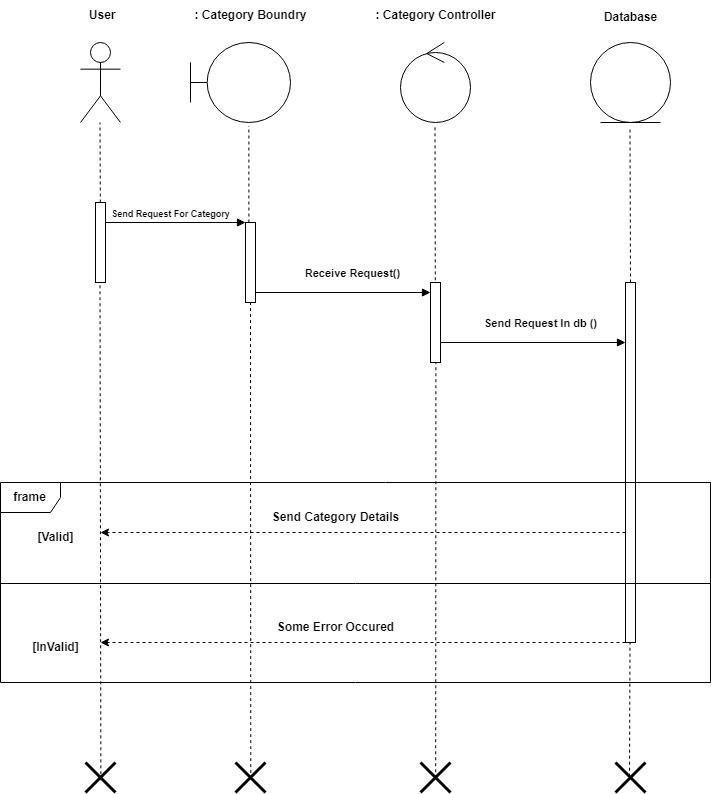 User
: Category Boundry
: Category Controller
Database
Send Request For Category
Receive Request()
Send Request In db ()
frame
Send Category Details
[Valid]
Some Error Occured
[InValid]